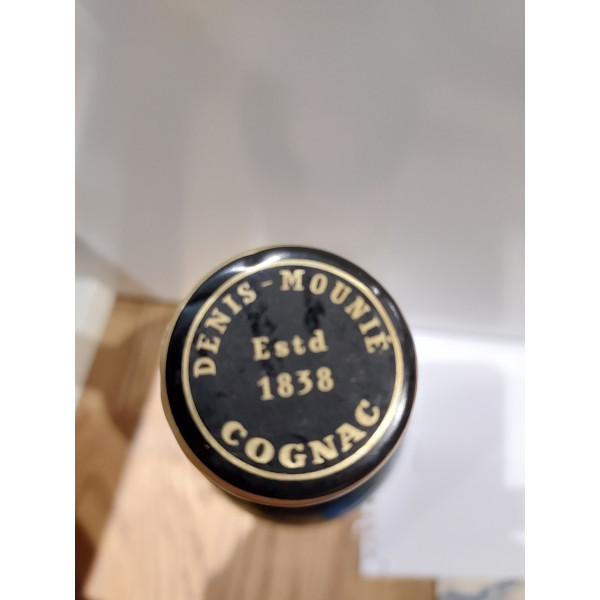 DENIS-MOUNIÉ
Estd
1838
COGNAC